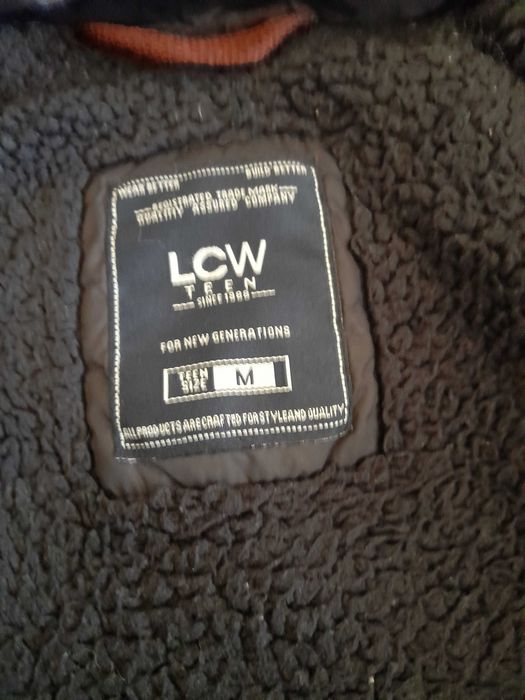 WEAR BETTER BUILD BETTER
REGISTRATED TRADE MARK
QUALITY ASSURED COMPANY
LCW
TEEN
SINCE 1988
FOR NEW GENERATIONS
TEEN SIZE M
ALL PRODUCTS ARE CRAFTED FOR STYLE AND QUALITY